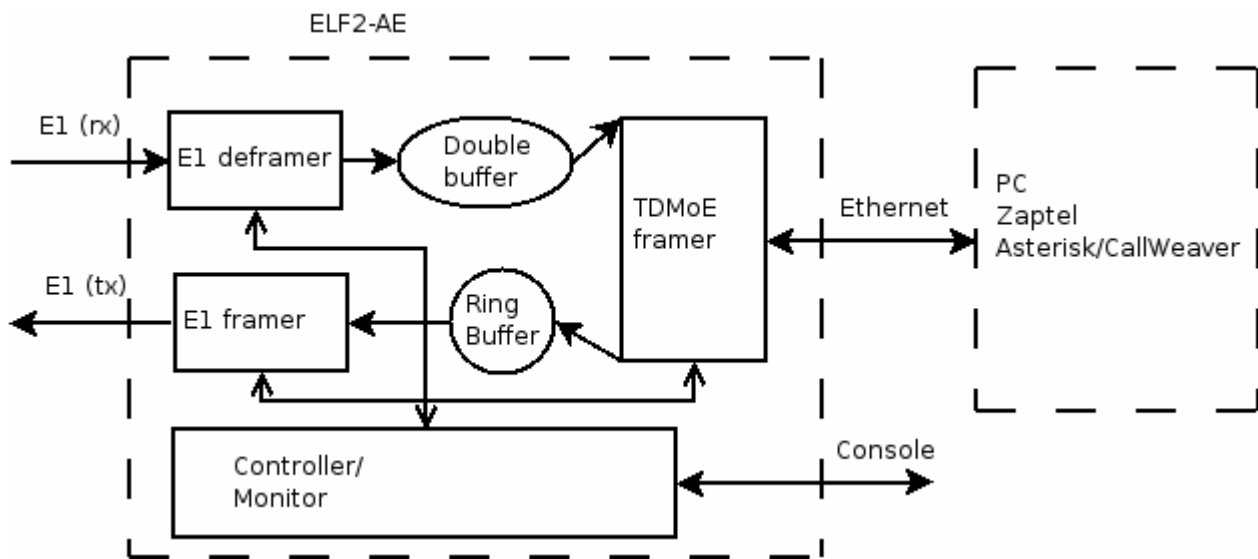 ELF2-AE
E1 (rx)
E1 deframer
Double
buffer
TDMoE
framer
Ethernet
PC
Zaptel
Asterisk/CallWeaver
E1 (tx)
E1 framer
Ring
Buffer
Controller/
Monitor
Console